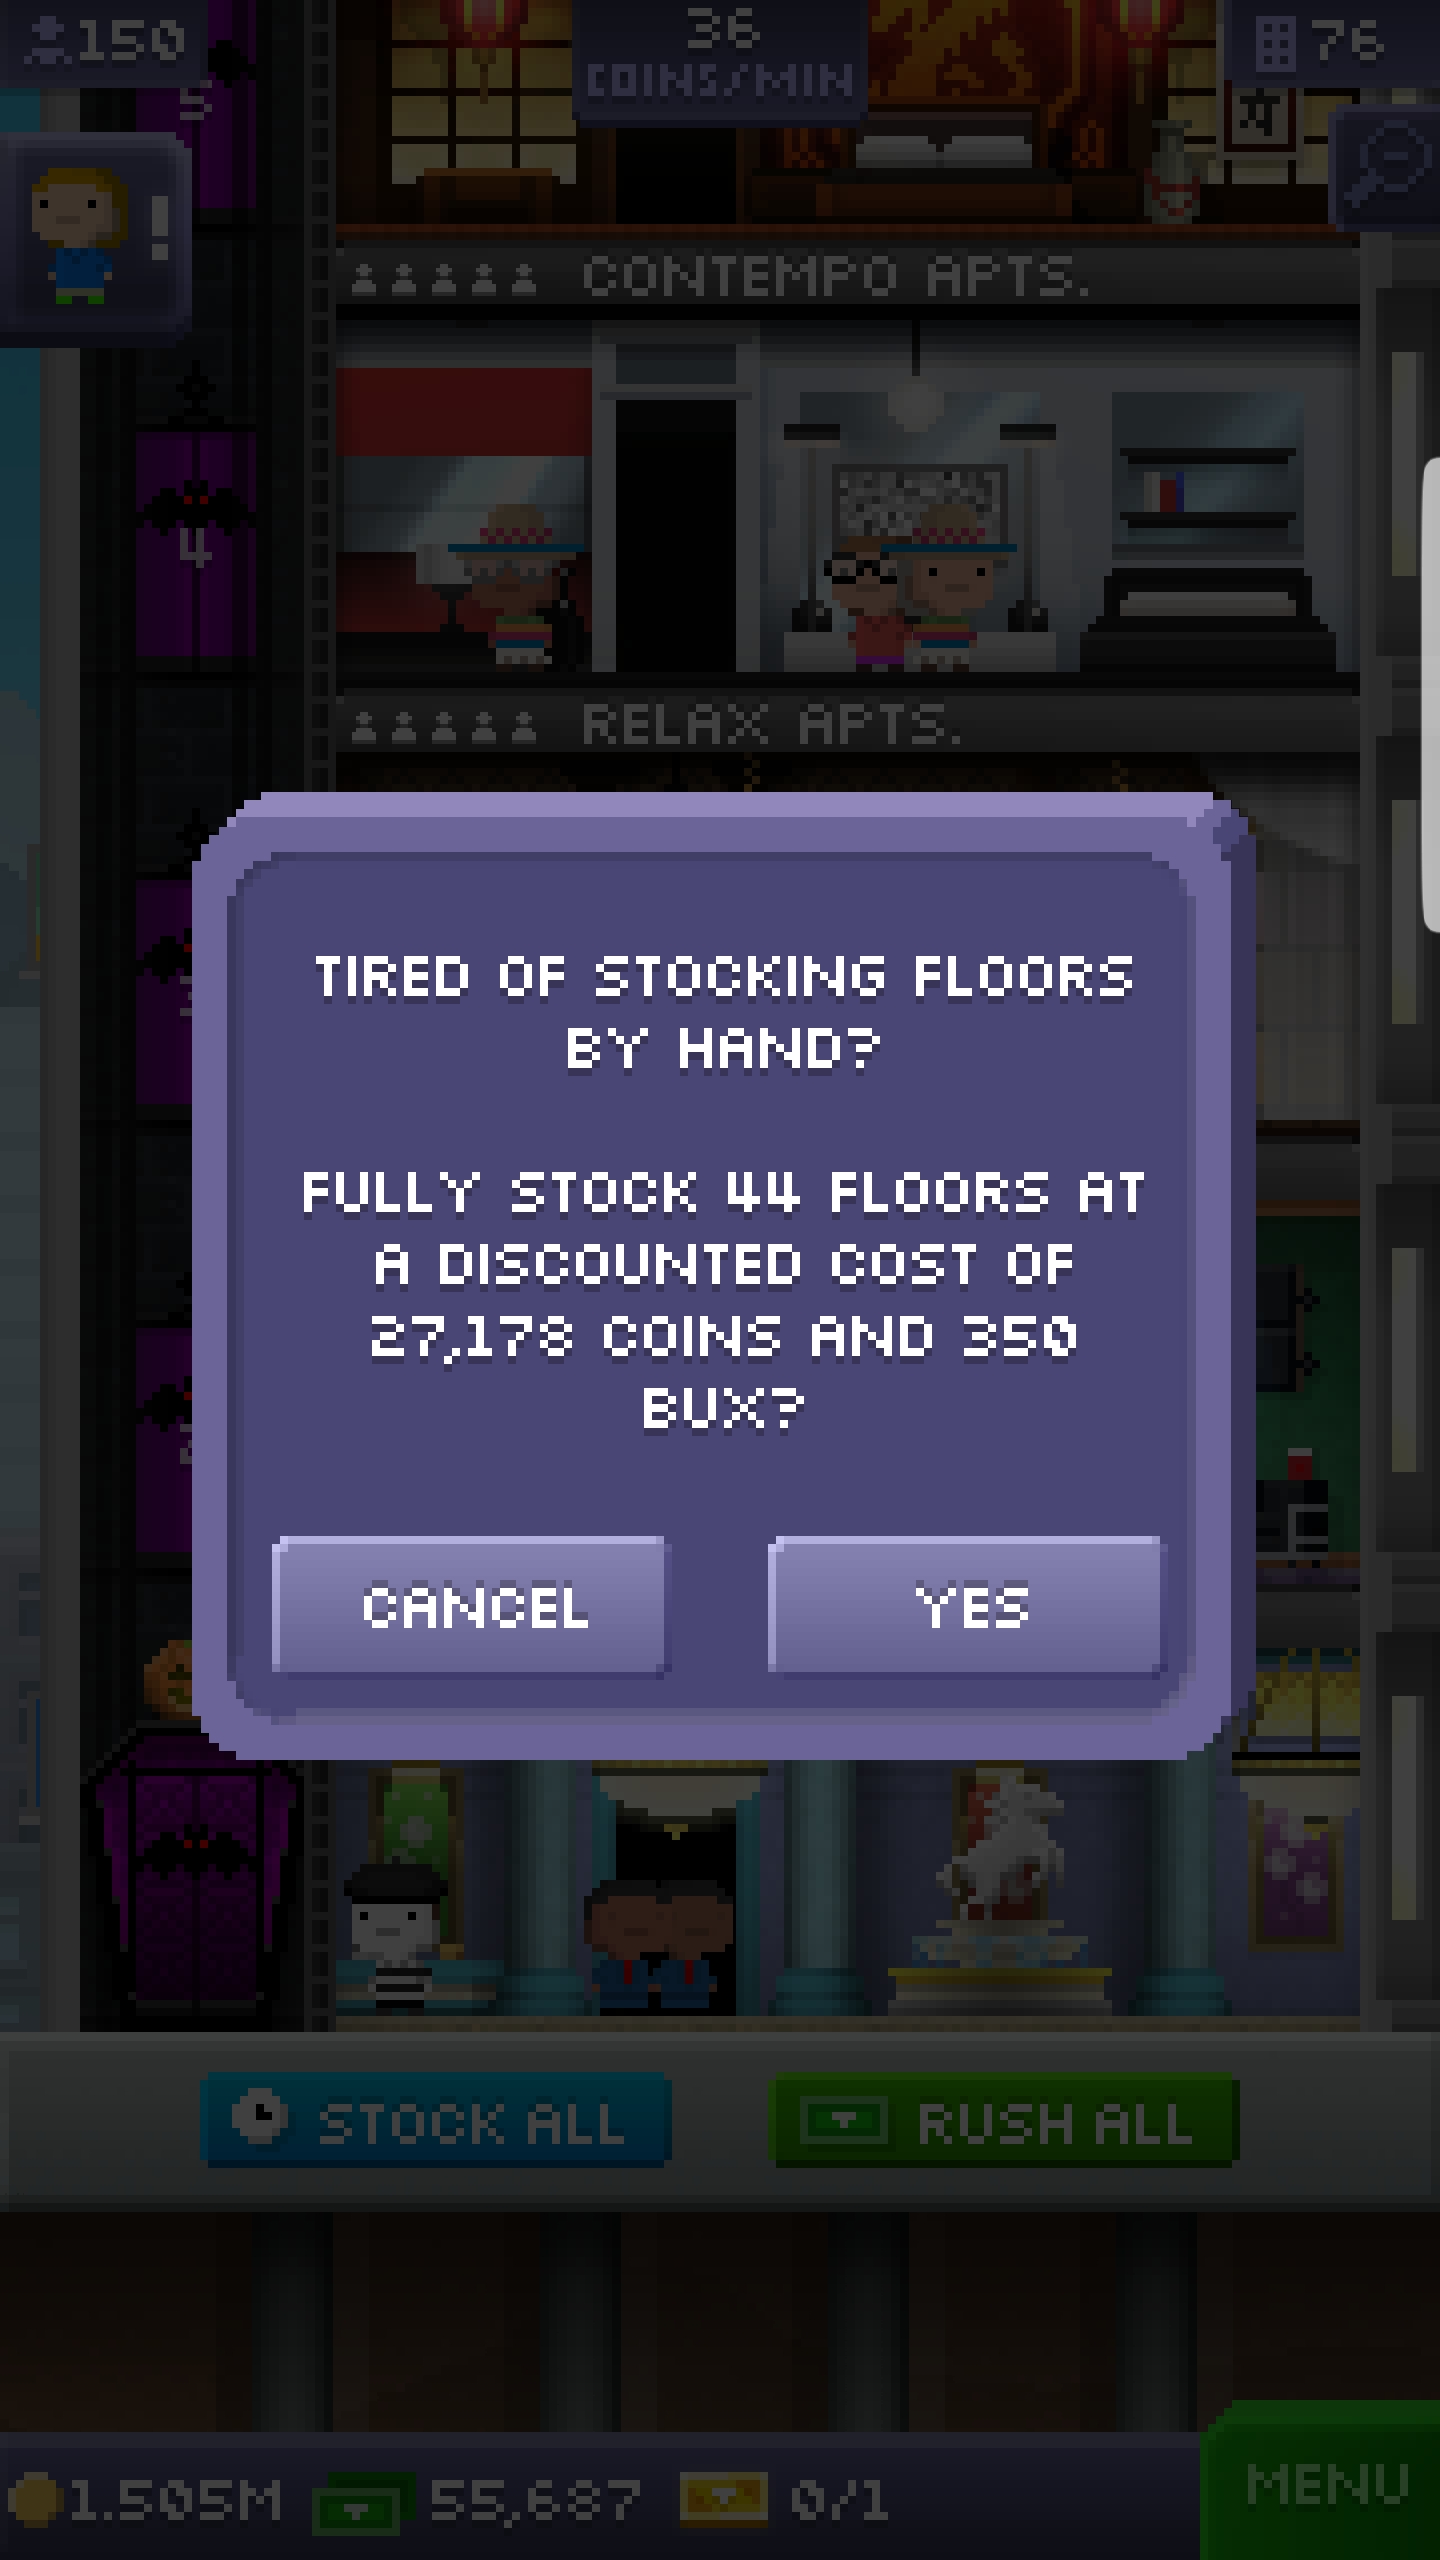 150
36
COINS/MIN
76
5
!
CONTEMPO APTS.
4
RELAX APTS.
TIRED OF STOCKING FLOORS
BY HAND?
FULLY STOCK 44 FLOORS AT
A DISCOUNTED COST OF
27,178 COINS AND 350
BUX?
CANCEL
YES
STOCK ALL
RUSH ALL
1.505M
55,687
0/1
MENU